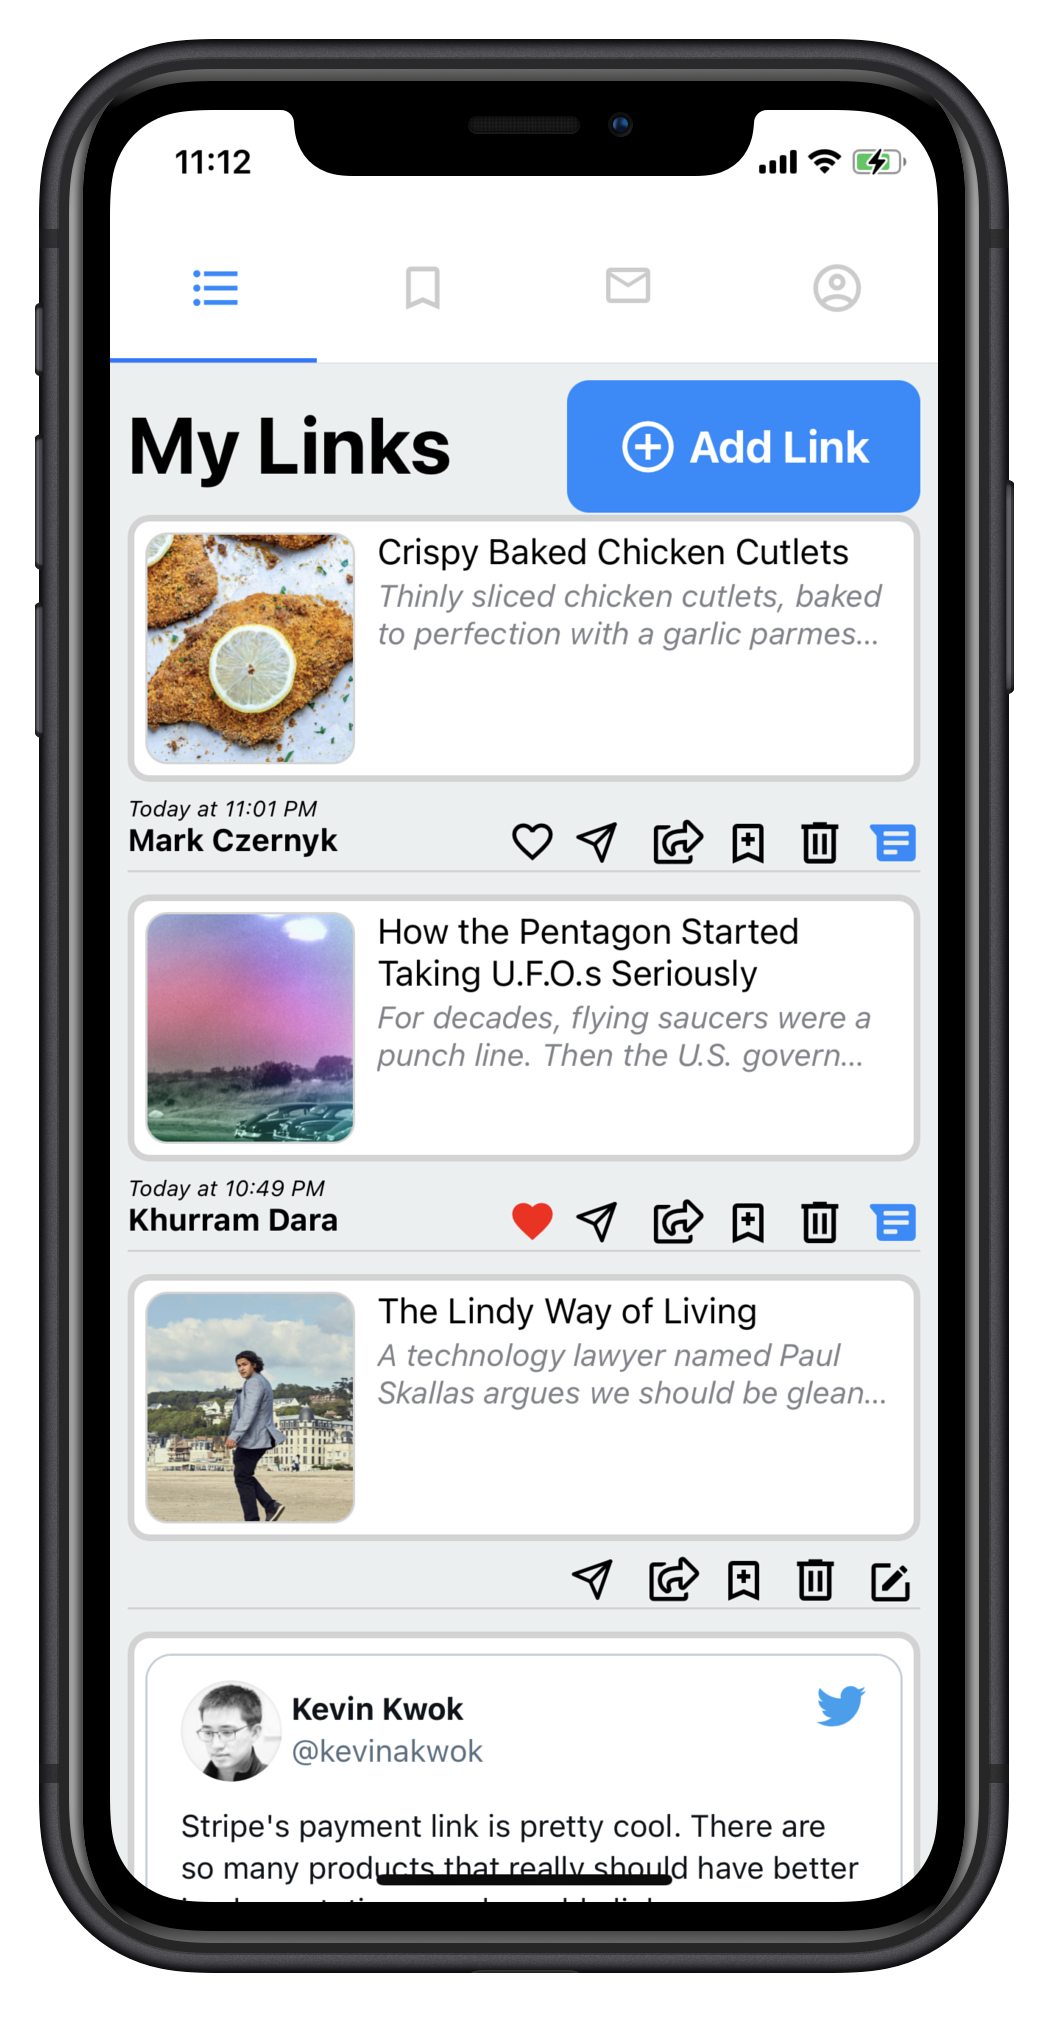 11:12
My Links
Add Link
Crispy Baked Chicken Cutlets
Thinly sliced chicken cutlets, baked
to perfection with a garlic parmes...
Today at 11:01 PM
Mark Czernyk
How the Pentagon Started
Taking U.F.O.s Seriously
For decades, flying saucers were a
punch line. Then the U.S. govern...
Today at 10:49 PM
Khurram Dara
The Lindy Way of Living
A technology lawyer named Paul
Skallas argues we should be glean...
Kevin Kwok
@kevinakwok
Stripe's payment link is pretty cool. There are
so many products that really should have better